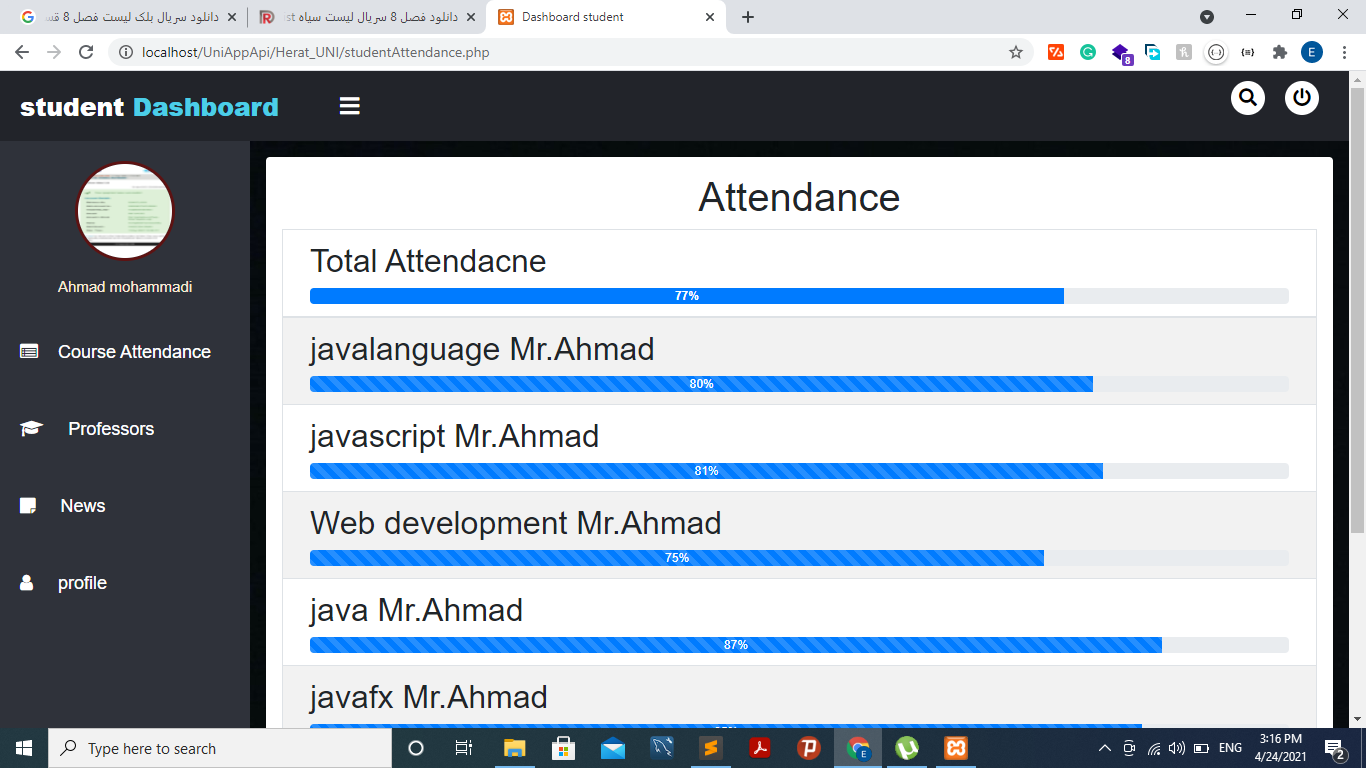 دانلود سریال بلک لیست فصل 8 قس
دانلود فصل 8 سریال لیست سیاه
Dashboard student
localhost/UniAppApi/Herat_UNI/studentAttendance.php
E
8
student Dashboard
Ahmad mohammadi
Course Attendance
Professors
News
profile
Attendance
Total Attendacne
77%
javalanguage Mr.Ahmad
80%
javascript Mr.Ahmad
81%
Web development Mr.Ahmad
75%
java Mr.Ahmad
87%
javafx Mr.Ahmad
Type here to search
E
ENG
3:16 PM
4/24/2021
2